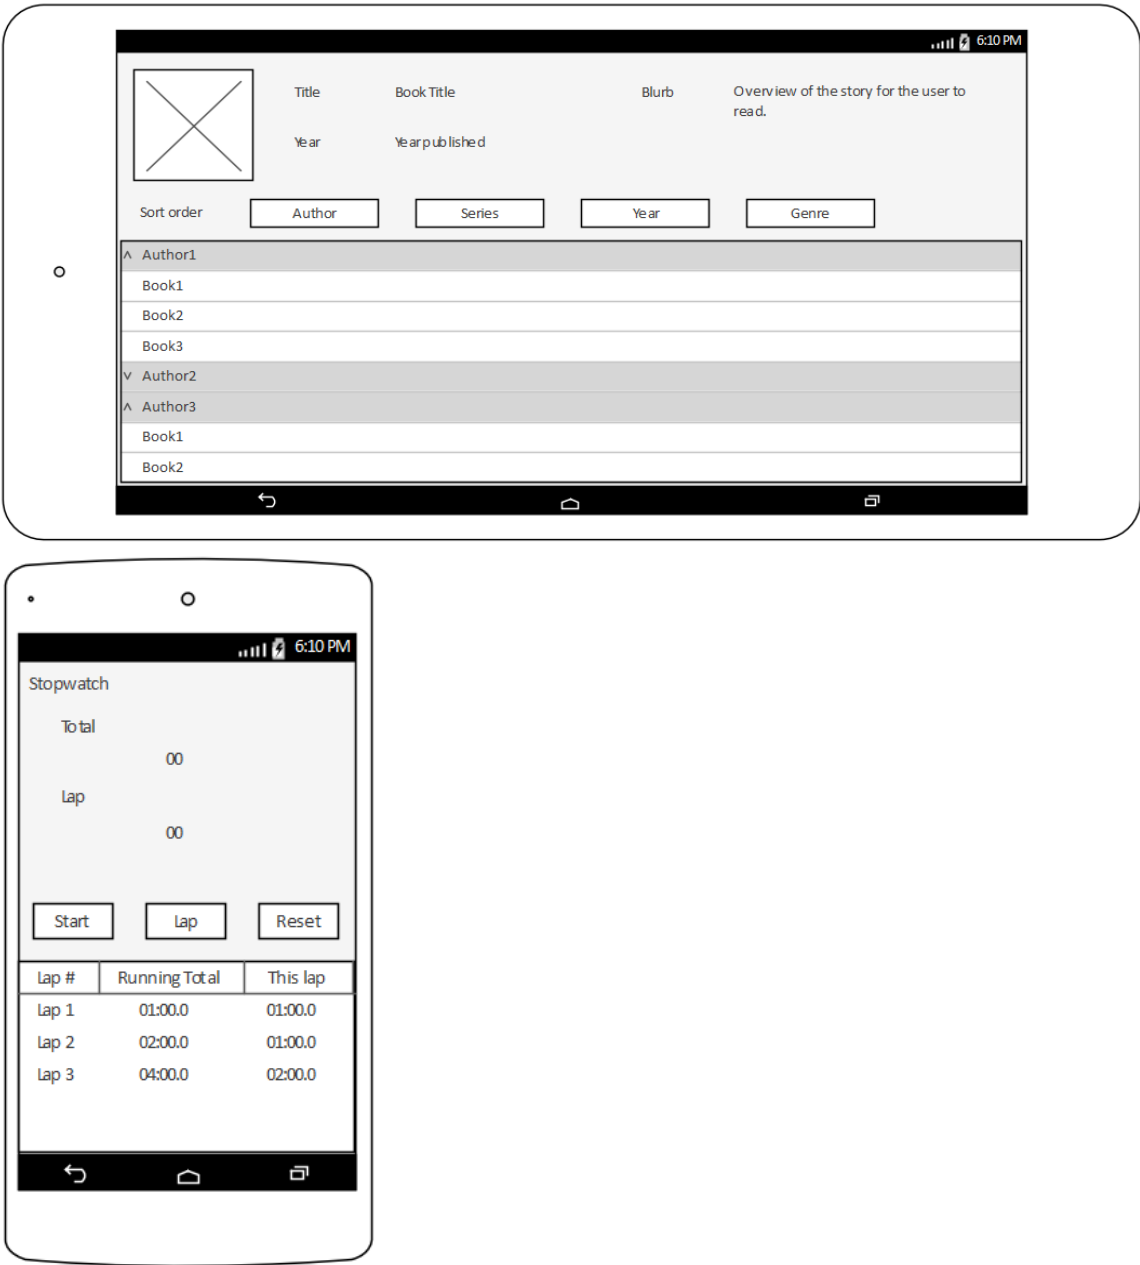 6:10 PM
Title Book Title Blurb Overview of the story for the user to
read.
Year Year published
Sort order Author Series Year Genre
^ Author1
Book1
Book2
Book3
v Author2
^ Author3
Book1
Book2
6:10 PM
Stopwatch
Total
00
Lap
00
Start Lap Reset
Lap # Running Total This lap
Lap 1 01:00.0 01:00.0
Lap 2 02:00.0 01:00.0
Lap 3 04:00.0 02:00.0